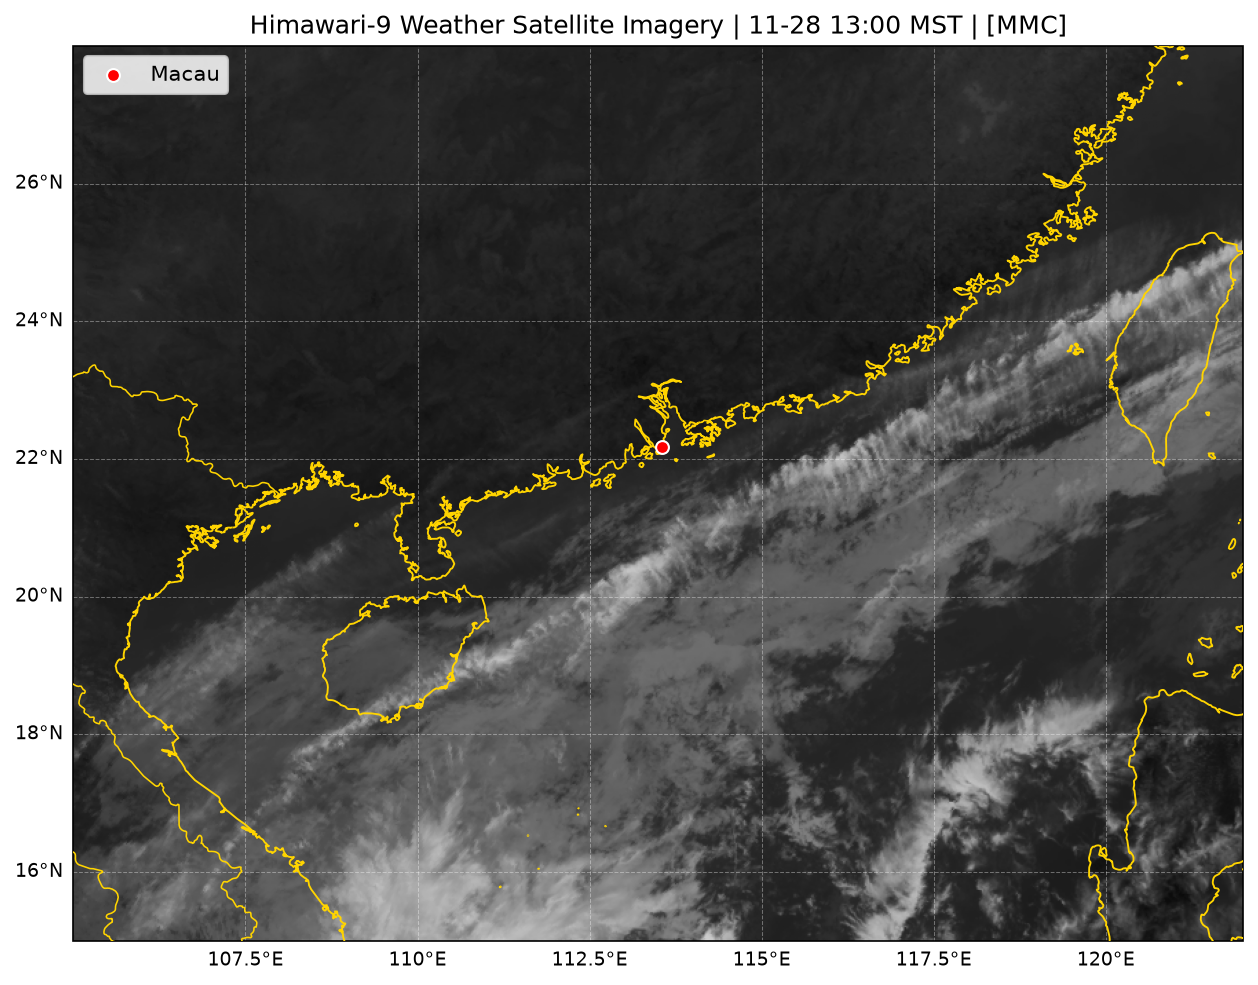 Himawari-9 Weather Satellite Imagery | 11-28 13:00 MST | [MMC]
Macau
26°N
24°N
22°N
20°N
18°N
16°N
107.5°E 110°E 112.5°E 115°E 117.5°E 120°E